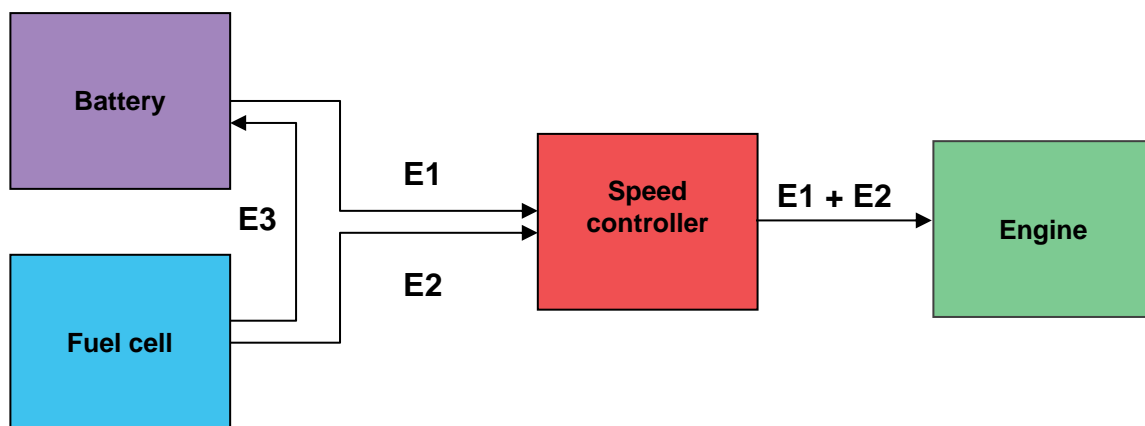 Battery
E1
Speed
controller
E1 + E2
Engine
E3
E2
Fuel cell